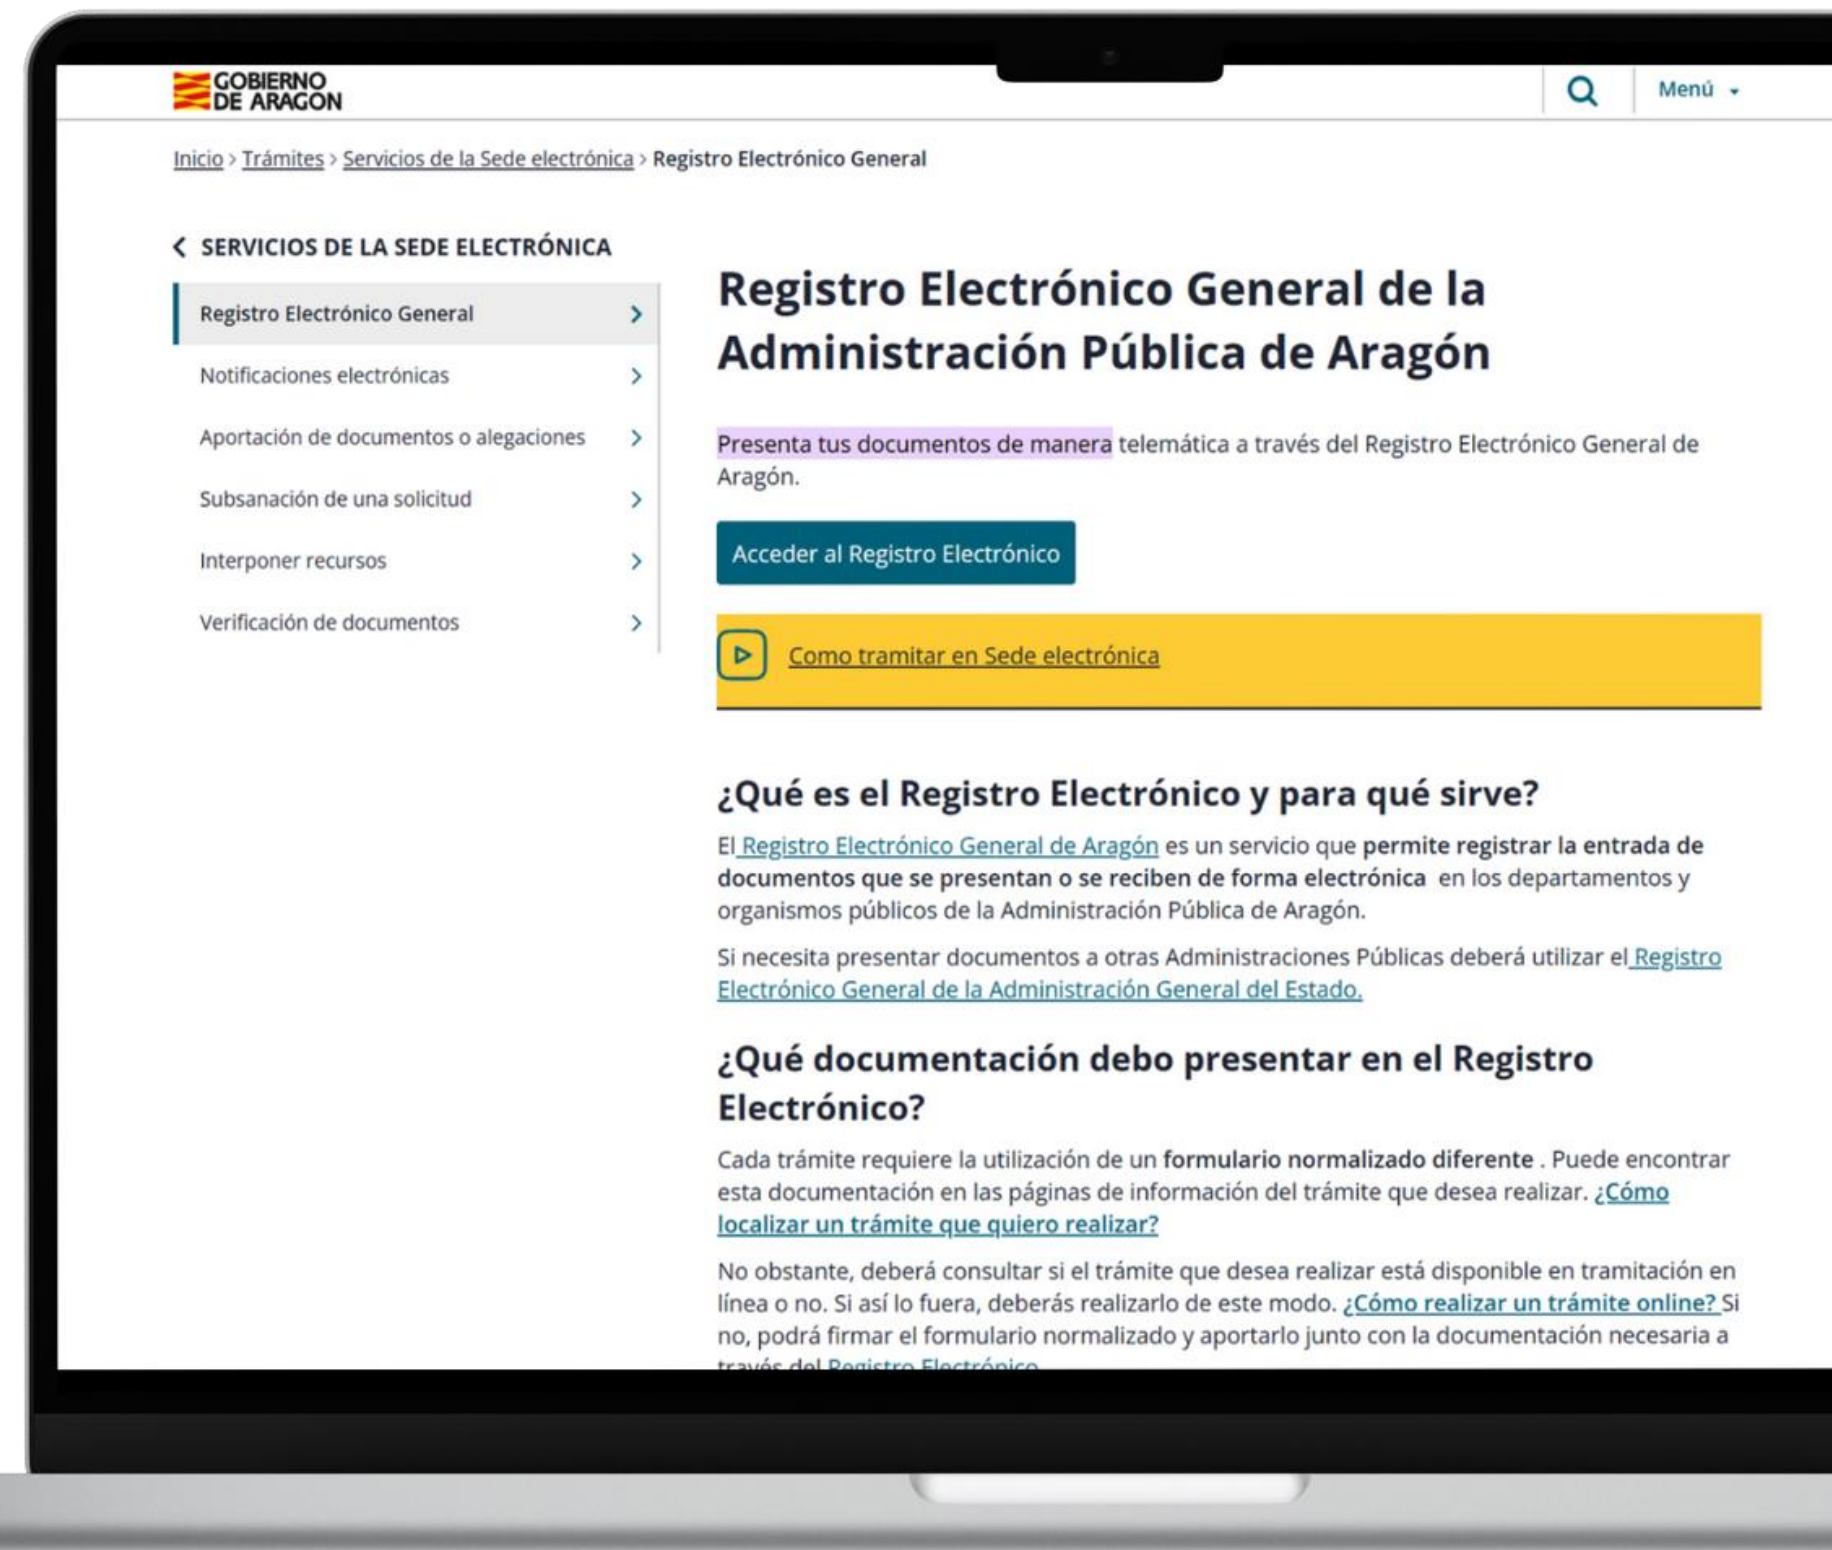 GOBIERNO
DE ARAGON
Menú
Inicio > Trámites > Servicios de la Sede electrónica > Registro Electrónico General
SERVICIOS DE LA SEDE ELECTRÓNICA
Registro Electrónico General
Notificaciones electrónicas
Aportación de documentos o alegaciones
Subsanación de una solicitud
Interponer recursos
Verificación de documentos
Registro Electrónico General de la
Administración Pública de Aragón
Presenta tus documentos de manera telemática a través del Registro Electrónico General de
Aragón.
Acceder al Registro Electrónico
Como tramitar en Sede electrónica
¿Qué es el Registro Electrónico y para qué sirve?
El Registro Electrónico General de Aragón es un servicio que permite registrar la entrada de
documentos que se presentan o se reciben de forma electrónica en los departamentos y
organismos públicos de la Administración Pública de Aragón.
Si necesita presentar documentos a otras Administraciones Públicas deberá utilizar el Registro
Electrónico General de la Administración General del Estado.
¿Qué documentación debo presentar en el Registro
Electrónico?
Cada trámite requiere la utilización de un formulario normalizado diferente . Puede encontrar
esta documentación en las páginas de información del trámite que desea realizar. ¿Cómo
localizar un trámite que quiero realizar?
No obstante, deberá consultar si el trámite que desea realizar está disponible en tramitación en
línea o no. Si así lo fuera, deberás realizarlo de este modo. ¿Cómo realizar un trámite online? Si
no, podrá firmar el formulario normalizado y aportarlo junto con la documentación necesaria a
través del Registro Electrónico